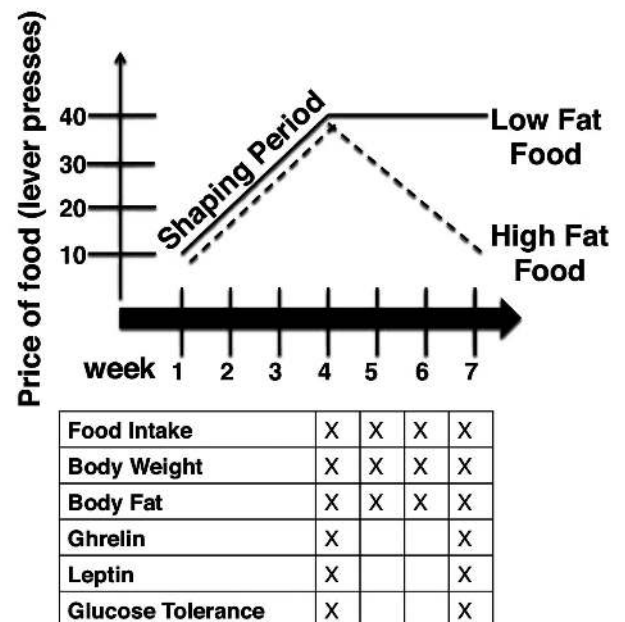 Price of food (lever presses)
40
30
20
10
Shaping Period
Low Fat
Food
High Fat
Food
week 1 2 3 4 5 6 7
Food Intake X X X X
Body Weight X X X X
Body Fat X X X X
Ghrelin X X
Leptin X X
Glucose Tolerance X X